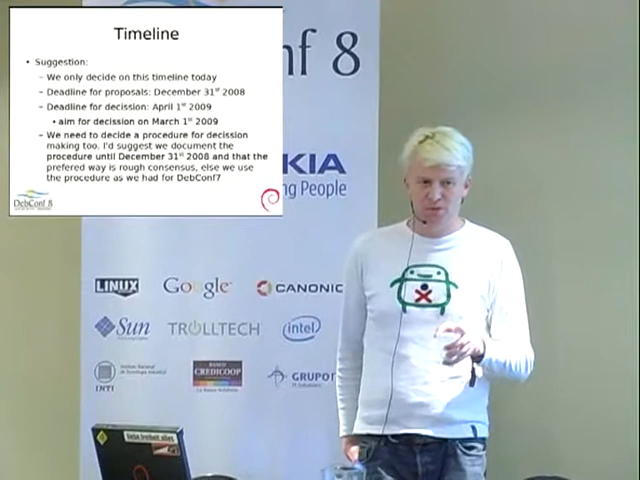 Timeline
• Suggestion:
– We only decide on this timeline today
– Deadline for proposals: December 31st 2008
– Deadline for decission: April 1st 2009
• aim for decission on March 1st 2009
– We need to decide a procedure for decission
making too. I'd suggest we document the
procedure until December 31st 2008 and that the
prefered way is rough consensus, else we use
the procedure as we had for DebConf7
DebConf 8
nf 8
KIA
ng People
LINUX
Google
CANONIC
Sun
TROLLTECH
intel
INTI
BANCO
CREDICOOP
GRUPO